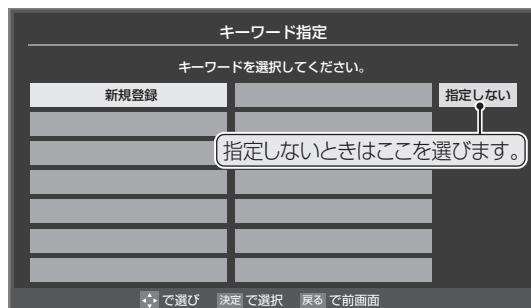 キーワード指定
キーワードを選択してください。
新規登録
指定しない
指定しないときはここを選びます。
で選び 決定 で選択 戻る で前画面